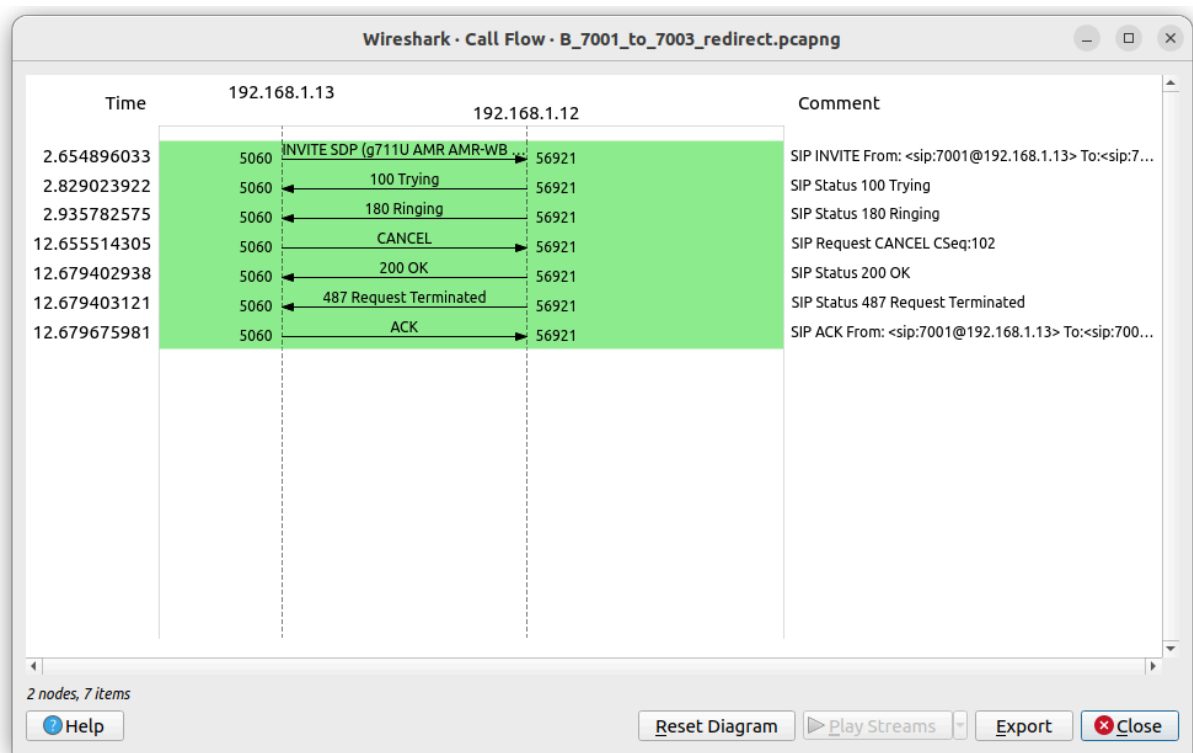 Wireshark · Call Flow · B_7001_to_7003_redirect.pcapng
Time 192.168.1.13 192.168.1.12 Comment
2.654896033 5060 INVITE SDP (g711U AMR AMR-WB ... 56921 SIP INVITE From: <sip:7001@192.168.1.13> To:<sip:7...
2.829023922 5060 100 Trying 56921 SIP Status 100 Trying
2.935782575 5060 180 Ringing 56921 SIP Status 180 Ringing
12.655514305 5060 CANCEL 56921 SIP Request CANCEL CSeq:102
12.679402938 5060 200 OK 56921 SIP Status 200 OK
12.679403121 5060 487 Request Terminated 56921 SIP Status 487 Request Terminated
12.679675981 5060 ACK 56921 SIP ACK From: <sip:7001@192.168.1.13> To:<sip:700...
2 nodes, 7 items
Help Reset Diagram Play Streams Export Close